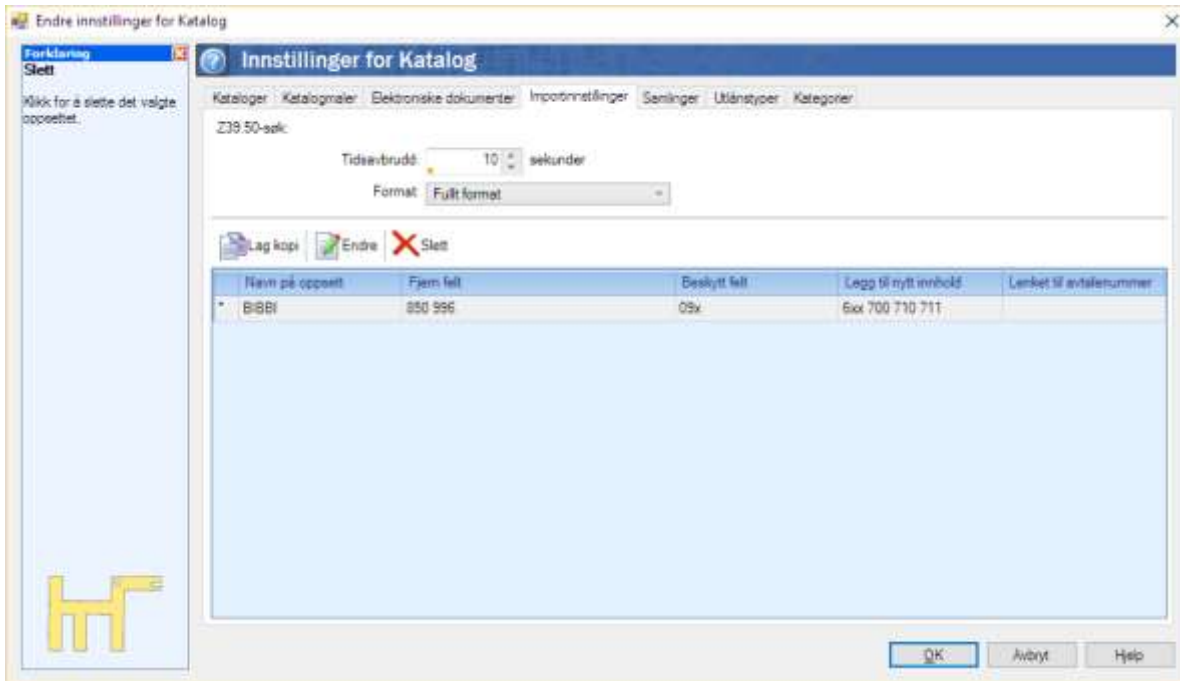 Endre innstillinger for Katalog
Forklaring
Slett
Klikk for å slette det valgte
oppsettet.
Innstillinger for Katalog
Kataloger Katalogmaler Elektroniske dokumenter Importinnstillinger Samlinger Utlånstyper Kategorier
Z39.50-søk:
Tidsavbrudd: 10 sekunder
Format: Fullt format
Lag kopi Endre Slett
Navn på oppsett Fjern felt Beskytt felt Legg til nytt innhold Lenket til avtalenummer
* BIBBI 850 996 09x 6xx 700 710 711
OK Avbryt Hjelp